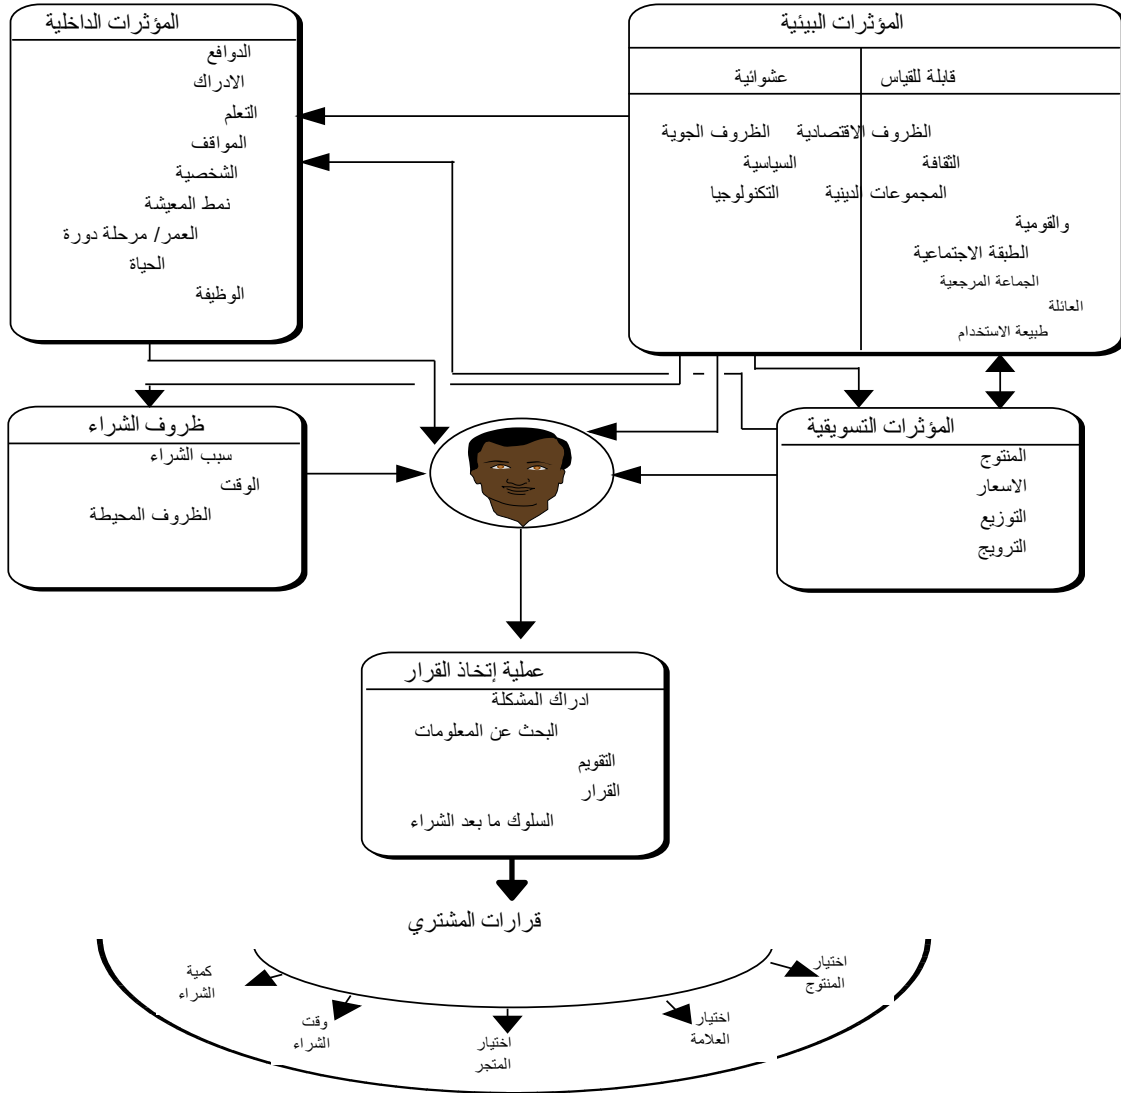 المؤثرات البيئية
قابلة للقياس
عشوائية
الظروف الاقتصادية
الثقافة
المجموعات الدينية
والقومية
الطبقة الاجتماعية
الجماعة المرجعية
العائلة
طبيعة الاستخدام
الظروف الجوية
السياسية
التكنولوجيا
المؤثرات الداخلية
الدوافع
الادراك
التعلم
المواقف
الشخصية
نمط المعيشة
العمر/ مرحلة دورة
الحياة
الوظيفة
المؤثرات التسويقية
المنتوج
الاسعار
التوزيع
الترويج
ظروف الشراء
سبب الشراء
الوقت
الظروف المحيطة
عملية إتخاذ القرار
ادراك المشكلة
البحث عن المعلومات
التقويم
القرار
السلوك ما بعد الشراء
قرارات المشتري
اختيار
المنتوج
اختيار
العلامة
اختيار
المتجر
وقت
الشراء
كمية
الشراء